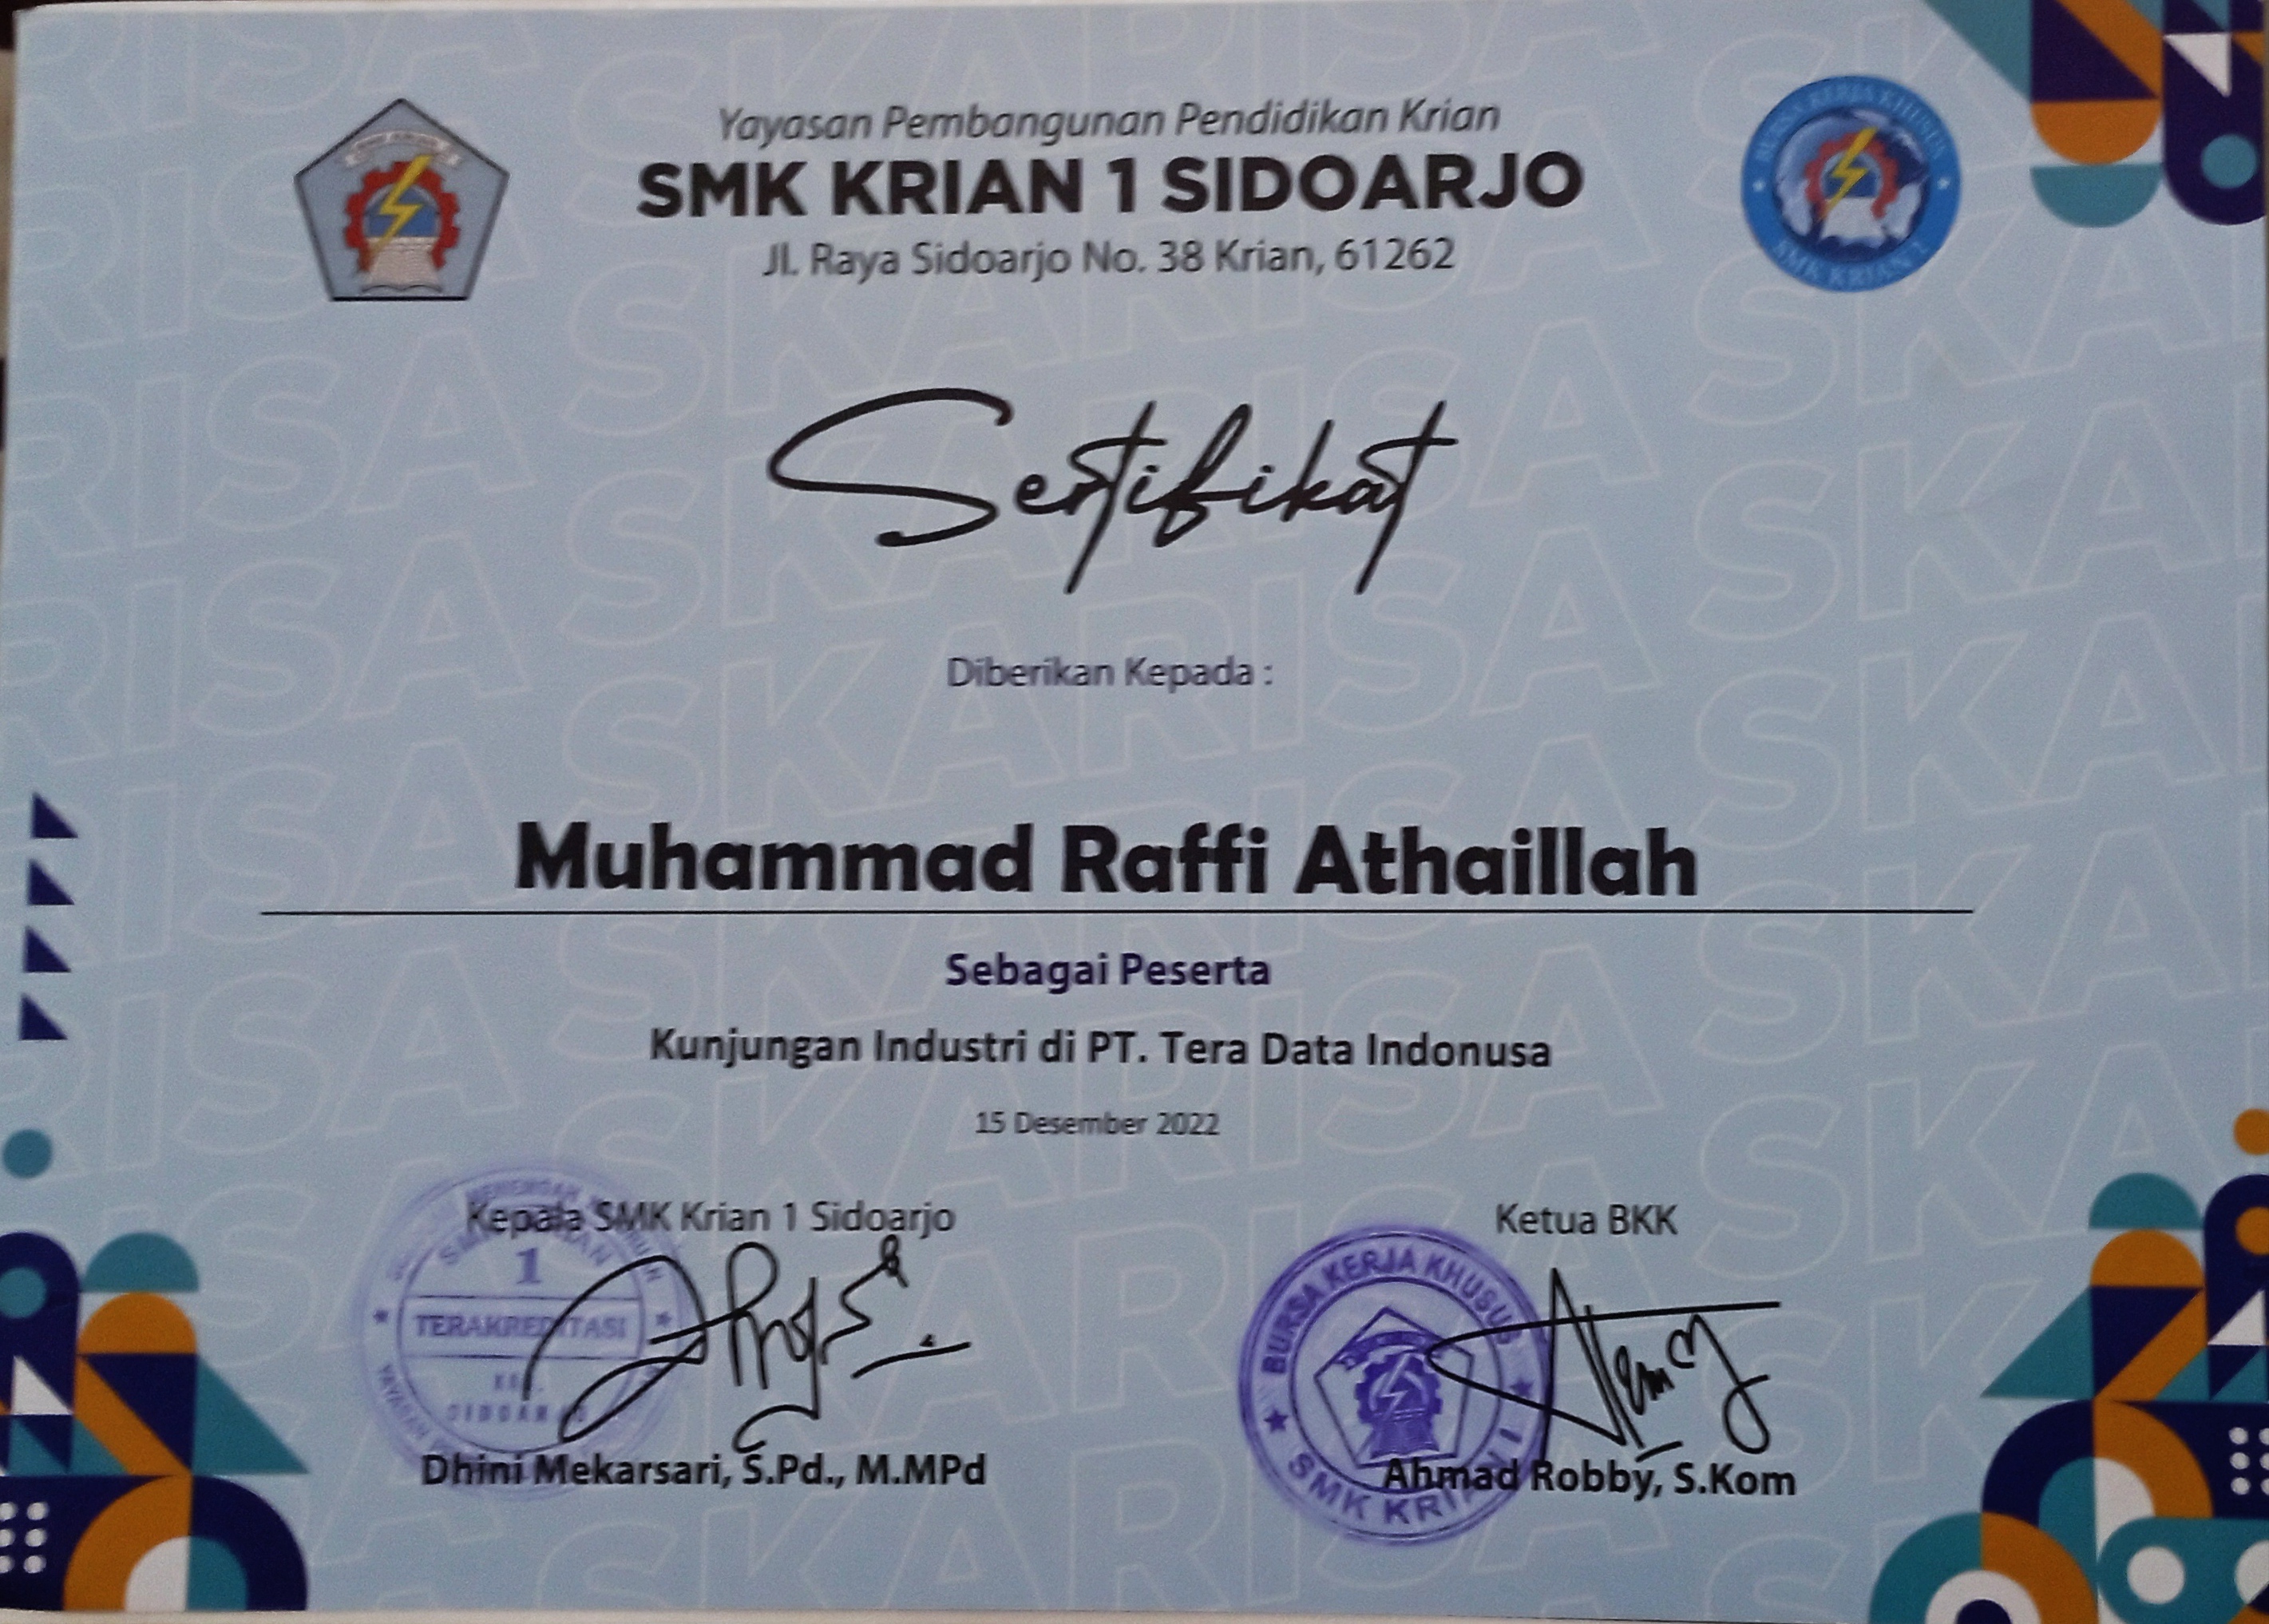 Yayasan Pembangunan Pendidikan Krian
SMK KRIAN 1 SIDOARJO
Jl. Raya Sidoarjo No. 38 Krian, 61262
BURSA KERJA KHUSUS
SMK KRIAN 1
Sertifikat
Diberikan Kepada :
Muhammad Raffi Athaillah
Sebagai Peserta
Kunjungan Industri di PT. Tera Data Indonusa
15 Desember 2022
Kepala SMK Krian 1 Sidoarjo
1
TERAKREDITASI
SIDOARJO
Dhini Mekarsari, S.Pd., M.MPd
Ketua BKK
BURSA KERJA KHUSUS
SMK KRIAN 1
Ahmad Robby, S.Kom
SKARISA